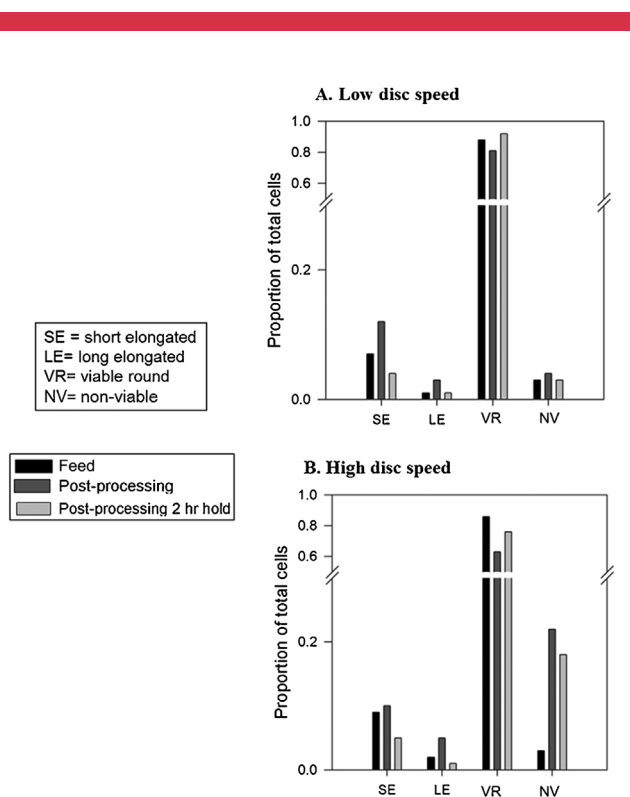 A. Low disc speed
1.0
0.8
0.6
0.2
0.0
Proportion of total cells
SE LE VR NV
SE = short elongated
LE= long elongated
VR= viable round
NV= non-viable
Feed
Post-processing
Post-processing 2 hr hold
B. High disc speed
1.0
0.8
0.6
0.2
0.0
Proportion of total cells
SE LE VR NV